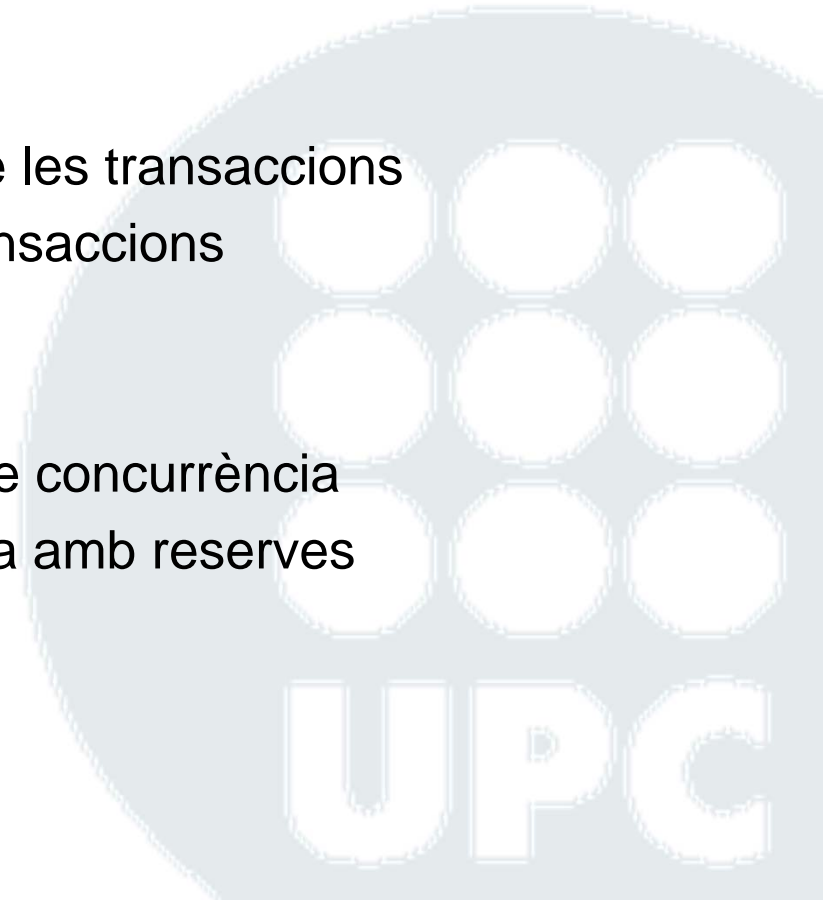 e les transaccions
nsaccions
e concurrència
a amb reserves
UPC